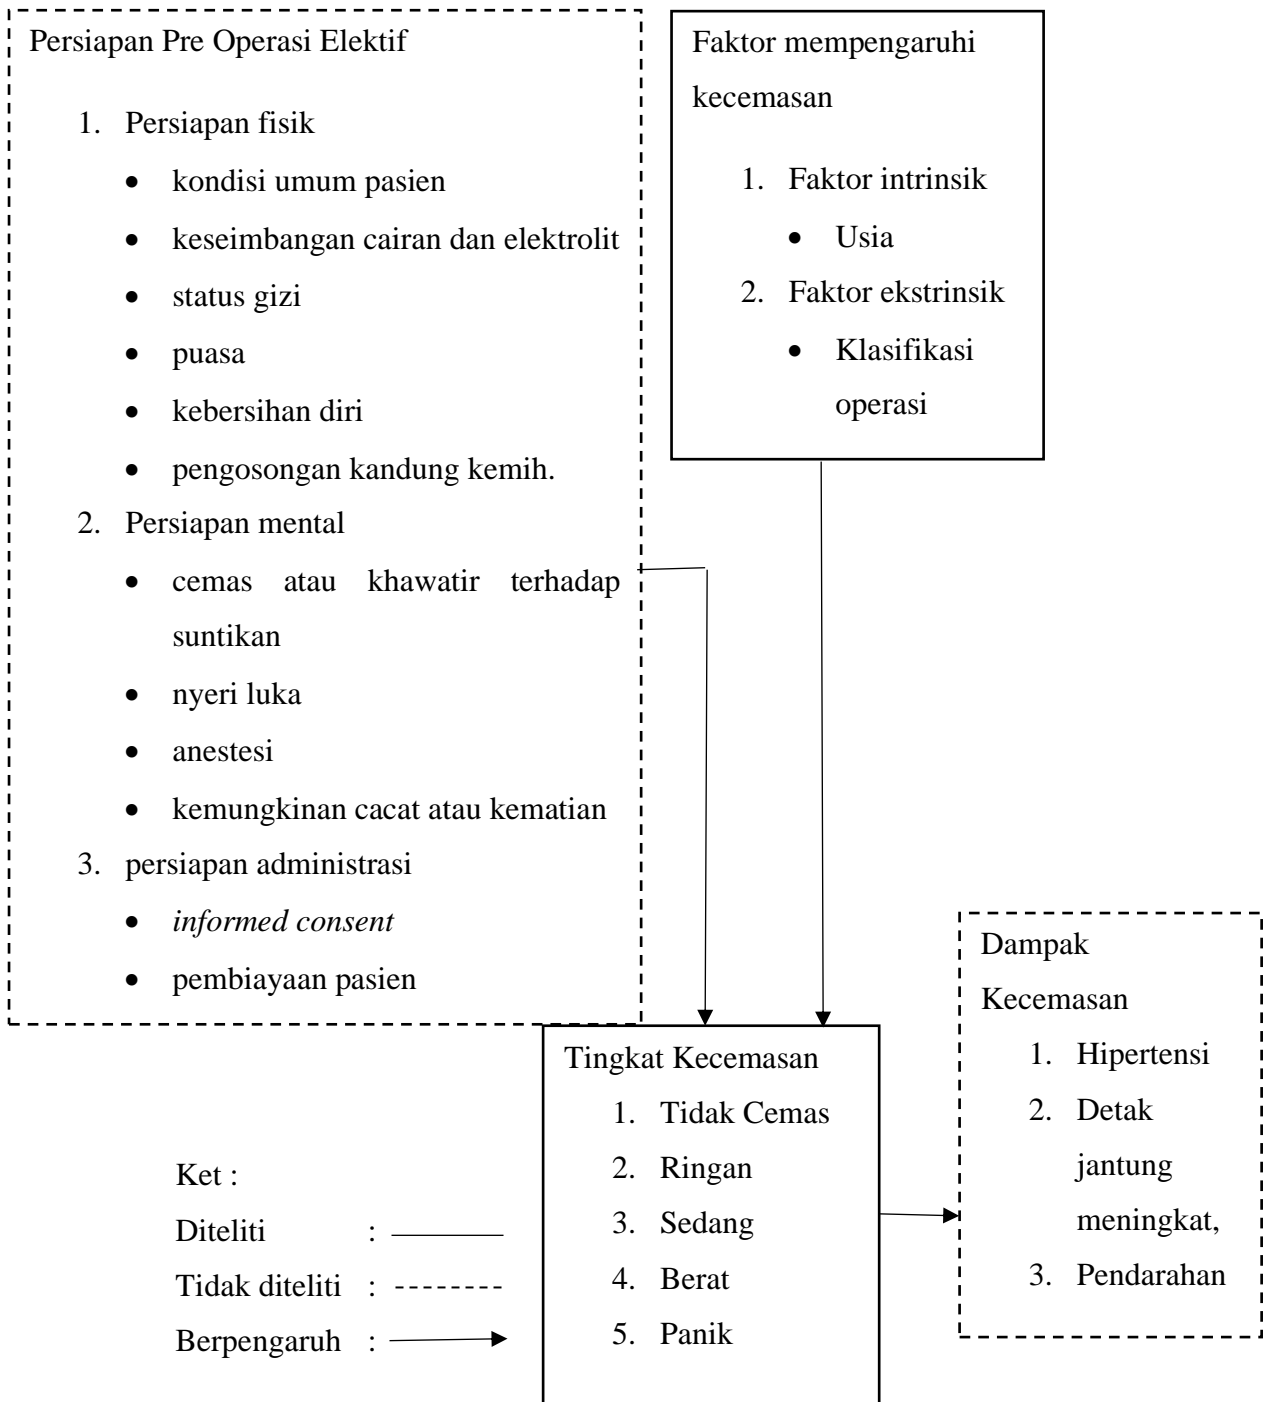 Persiapan Pre Operasi Elektif
1. Persiapan fisik
• kondisi umum pasien
• keseimbangan cairan dan elektrolit
• status gizi
• puasa
• kebersihan diri
• pengosongan kandung kemih.
2. Persiapan mental
• cemas atau khawatir terhadap
suntikan
• nyeri luka
• anestesi
• kemungkinan cacat atau kematian
3. persiapan administrasi
• informed consent
• pembiayaan pasien
Faktor mempengaruhi
kecemasan
1. Faktor intrinsik
• Usia
2. Faktor ekstrinsik
• Klasifikasi
operasi
Tingkat Kecemasan
1. Tidak Cemas
2. Ringan
3. Sedang
4. Berat
5. Panik
Dampak
Kecemasan
1. Hipertensi
2. Detak
jantung
meningkat,
3. Pendarahan
Ket :
Diteliti :
Tidak diteliti :
Berpengaruh :